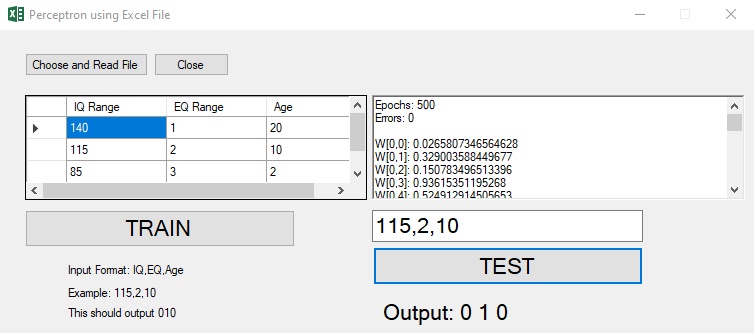 Perceptron using Excel File
Choose and Read File
Close
IQ Range EQ Range Age
140 1 20
115 2 10
85 3 2
Epochs: 500
Errors: 0
W[0,0]: 0.0265807346564628
W[0,1]: 0.329003588449677
W[0,2]: 0.150783496513396
W[0,3]: 0.93615351195268
W[0,4]: 0.524912914505653
TRAIN
115,2,10
TEST
Input Format: IQ,EQ,Age
Example: 115,2,10
This should output 010
Output: 0 1 0